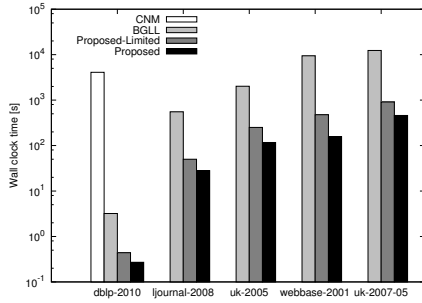 10^5
10^4
10^3
10^2
10^1
10^0
10^-1
Wall clock time [s]
CNM
BGLL
Proposed-Limited
Proposed
dblp-2010 ljournal-2008 uk-2005 webbase-2001 uk-2007-05